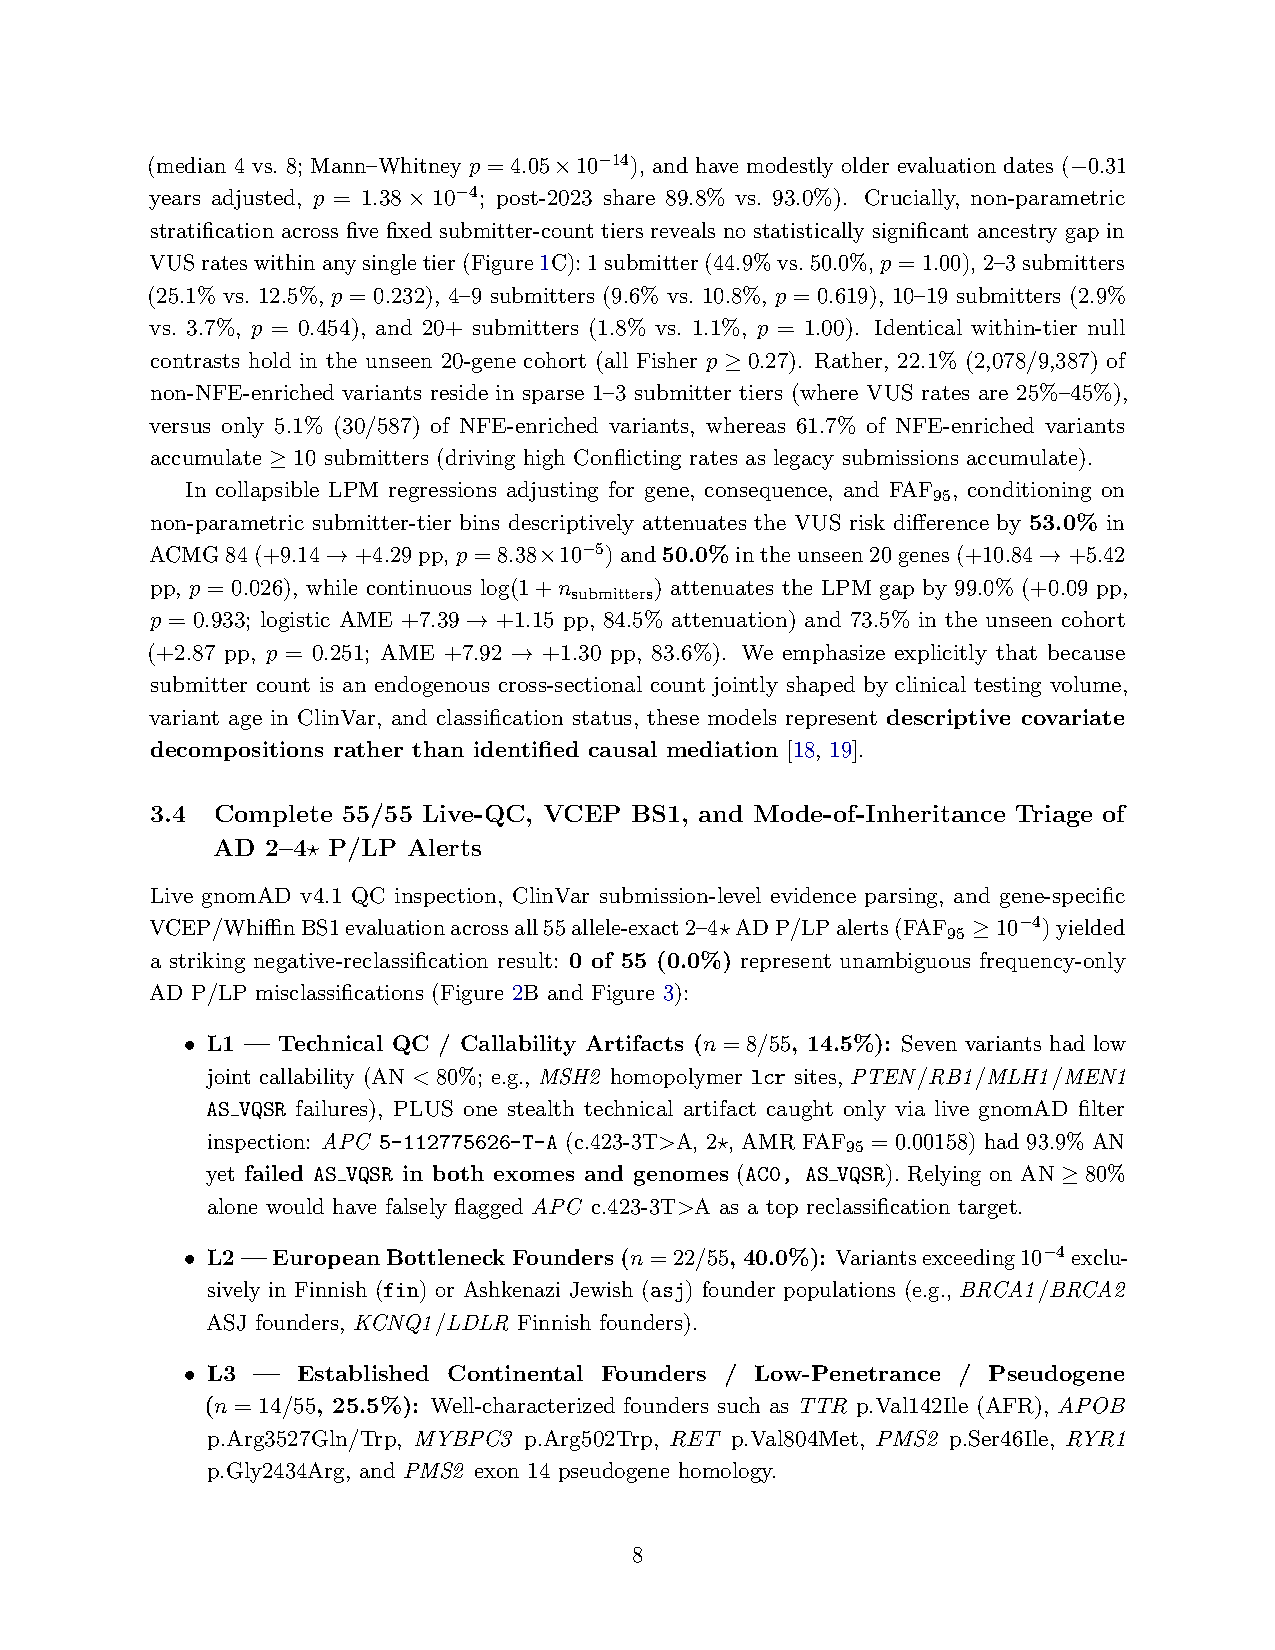 (median 4 vs. 8; Mann–Whitney p = 4.05 × 10⁻¹⁴), and have modestly older evaluation dates (−0.31
years adjusted, p = 1.38 × 10⁻⁴; post-2023 share 89.8% vs. 93.0%). Crucially, non-parametric
stratification across five fixed submitter-count tiers reveals no statistically significant ancestry gap in
VUS rates within any single tier (Figure 1C): 1 submitter (44.9% vs. 50.0%, p = 1.00), 2–3 submitters
(25.1% vs. 12.5%, p = 0.232), 4–9 submitters (9.6% vs. 10.8%, p = 0.619), 10–19 submitters (2.9%
vs. 3.7%, p = 0.454), and 20+ submitters (1.8% vs. 1.1%, p = 1.00). Identical within-tier null
contrasts hold in the unseen 20-gene cohort (all Fisher p ≥ 0.27). Rather, 22.1% (2,078/9,387) of
non-NFE-enriched variants reside in sparse 1–3 submitter tiers (where VUS rates are 25%–45%),
versus only 5.1% (30/587) of NFE-enriched variants, whereas 61.7% of NFE-enriched variants
accumulate ≥ 10 submitters (driving high Conflicting rates as legacy submissions accumulate).
In collapsible LPM regressions adjusting for gene, consequence, and FAF₉₅, conditioning on
non-parametric submitter-tier bins descriptively attenuates the VUS risk difference by 53.0% in
ACMG 84 (+9.14 → +4.29 pp, p = 8.38×10⁻⁵) and 50.0% in the unseen 20 genes (+10.84 → +5.42
pp, p = 0.026), while continuous log(1 + n_submitters) attenuates the LPM gap by 99.0% (+0.09 pp,
p = 0.933; logistic AME +7.39 → +1.15 pp, 84.5% attenuation) and 73.5% in the unseen cohort
(+2.87 pp, p = 0.251; AME +7.92 → +1.30 pp, 83.6%). We emphasize explicitly that because
submitter count is an endogenous cross-sectional count jointly shaped by clinical testing volume,
variant age in ClinVar, and classification status, these models represent descriptive covariate
decompositions rather than identified causal mediation [18, 19].
3.4 Complete 55/55 Live-QC, VCEP BS1, and Mode-of-Inheritance Triage of
AD 2–4⋆ P/LP Alerts
Live gnomAD v4.1 QC inspection, ClinVar submission-level evidence parsing, and gene-specific
VCEP/Whiffin BS1 evaluation across all 55 allele-exact 2–4⋆ AD P/LP alerts (FAF₉₅ ≥ 10⁻⁴) yielded
a striking negative-reclassification result: 0 of 55 (0.0%) represent unambiguous frequency-only
AD P/LP misclassifications (Figure 2B and Figure 3):
• L1 — Technical QC / Callability Artifacts (n = 8/55, 14.5%): Seven variants had low
joint callability (AN < 80%; e.g., MSH2 homopolymer lcr sites, PTEN/RB1/MLH1/MEN1
AS_VQSR failures), PLUS one stealth technical artifact caught only via live gnomAD filter
inspection: APC 5-112775626-T-A (c.423-3T>A, 2⋆, AMR FAF₉₅ = 0.00158) had 93.9% AN
yet failed AS_VQSR in both exomes and genomes (AC0, AS_VQSR). Relying on AN ≥ 80%
alone would have falsely flagged APC c.423-3T>A as a top reclassification target.
• L2 — European Bottleneck Founders (n = 22/55, 40.0%): Variants exceeding 10⁻⁴ exclu-
sively in Finnish (fin) or Ashkenazi Jewish (asj) founder populations (e.g., BRCA1/BRCA2
ASJ founders, KCNQ1/LDLR Finnish founders).
• L3 — Established Continental Founders / Low-Penetrance / Pseudogene
(n = 14/55, 25.5%): Well-characterized founders such as TTR p.Val142Ile (AFR), APOB
p.Arg3527Gln/Trp, MYBPC3 p.Arg502Trp, RET p.Val804Met, PMS2 p.Ser46Ile, RYR1
p.Gly2434Arg, and PMS2 exon 14 pseudogene homology.
8